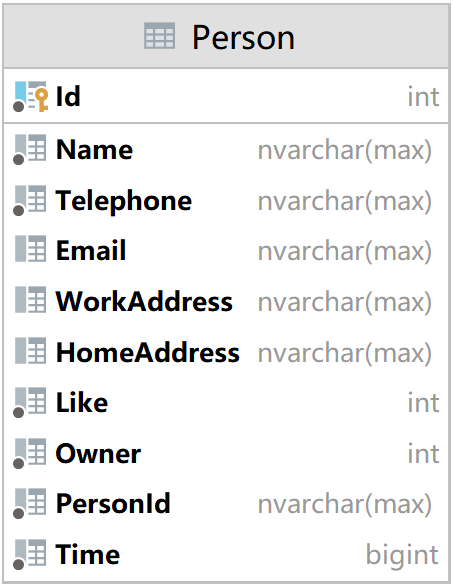 Person
Id int
Name nvarchar(max)
Telephone nvarchar(max)
Email nvarchar(max)
WorkAddress nvarchar(max)
HomeAddress nvarchar(max)
Like int
Owner int
PersonId nvarchar(max)
Time bigint